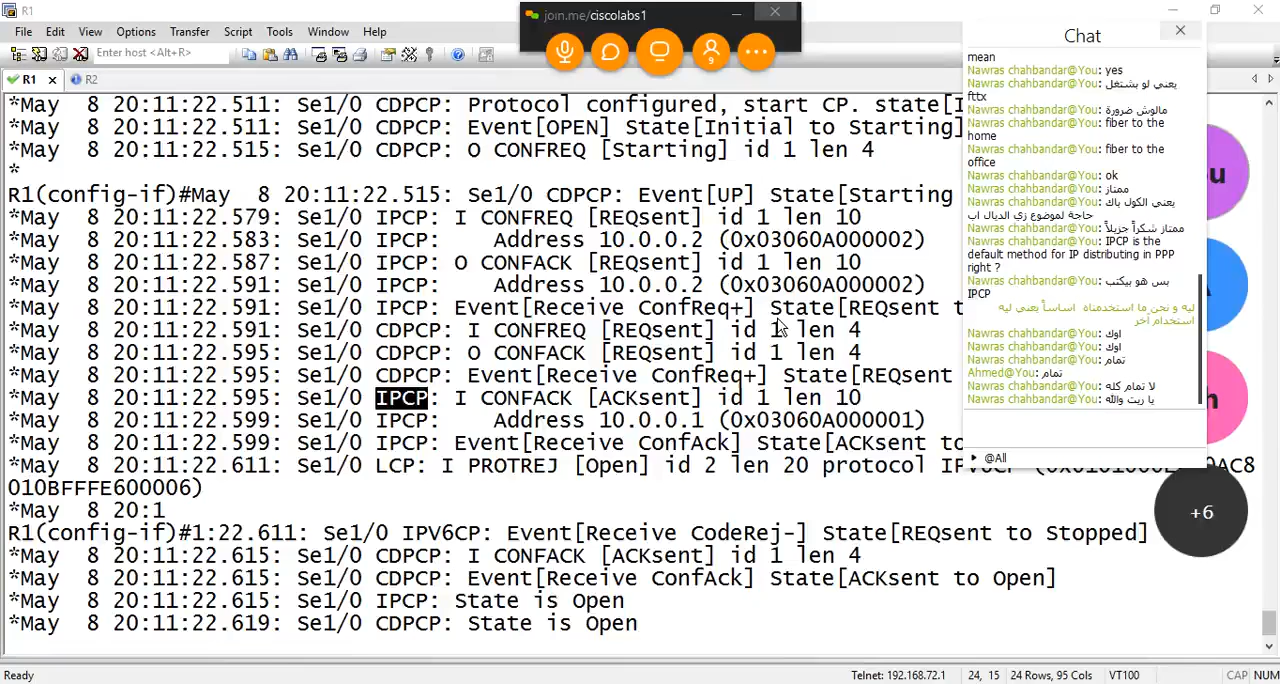 R1
join.me/ciscolabs1
File Edit View Options Transfer Script Tools Window Help
Enter host <Alt+R>
9
R1 R2
*May 8 20:11:22.511: Se1/0 CDPCP: Protocol configured, start CP. state[I
*May 8 20:11:22.511: Se1/0 CDPCP: Event[OPEN] State[Initial to Starting]
*May 8 20:11:22.515: Se1/0 CDPCP: O CONFREQ [Starting] id 1 len 4
*
R1(config-if)#May 8 20:11:22.515: Se1/0 CDPCP: Event[UP] State[Starting
*May 8 20:11:22.579: Se1/0 IPCP: I CONFREQ [REQsent] id 1 len 10
*May 8 20:11:22.583: Se1/0 IPCP: Address 10.0.0.2 (0x03060A000002)
*May 8 20:11:22.587: Se1/0 IPCP: O CONFACK [REQsent] id 1 len 10
*May 8 20:11:22.591: Se1/0 IPCP: Address 10.0.0.2 (0x03060A000002)
*May 8 20:11:22.591: Se1/0 IPCP: Event[Receive ConfReq+] State[REQsent t
*May 8 20:11:22.591: Se1/0 CDPCP: I CONFREQ [REQsent] id 1 len 4
*May 8 20:11:22.595: Se1/0 CDPCP: O CONFACK [REQsent] id 1 len 4
*May 8 20:11:22.595: Se1/0 CDPCP: Event[Receive ConfReq+] State[REQsent
*May 8 20:11:22.595: Se1/0 IPCP: I CONFACK [ACKsent] id 1 len 10
*May 8 20:11:22.599: Se1/0 IPCP: Address 10.0.0.1 (0x03060A000001)
*May 8 20:11:22.599: Se1/0 IPCP: Event[Receive ConfAck] State[ACKsent to
*May 8 20:11:22.611: Se1/0 LCP: I PROTREJ [Open] id 2 len 20 protocol IPV6CP AC8
010BFFFE600006)
*May 8 20:1
R1(config-if)#1:22.611: Se1/0 IPV6CP: Event[Receive CodeRej-] State[REQsent to Stopped]
*May 8 20:11:22.615: Se1/0 CDPCP: I CONFACK [ACKsent] id 1 len 4
*May 8 20:11:22.615: Se1/0 CDPCP: Event[Receive ConfAck] State[ACKsent to Open]
*May 8 20:11:22.615: Se1/0 IPCP: State is Open
*May 8 20:11:22.619: Se1/0 CDPCP: State is Open
Chat
mean
Nawras chahbandar@You: yes
Nawras chahbandar@You: يعني لو بشتغل
fttx
Nawras chahbandar@You: مالوش ضرورة
Nawras chahbandar@You: fiber to the
home
Nawras chahbandar@You: fiber to the
office
Nawras chahbandar@You: ok
Nawras chahbandar@You: ممتاز
Nawras chahbandar@You: يعني الكول باك
حاجة لموضوع زي الديال اب
Nawras chahbandar@You: ممتاز شكراً جزيلاً
Nawras chahbandar@You: IPCP is the
default method for IP distributing in PPP
right ?
Nawras chahbandar@You: بس هو بيكتب
IPCP
ليه و نحن ما استخدمناه اساساً يعني ليه
استخدام آخر
Nawras chahbandar@You: اوك
Nawras chahbandar@You: اوك
Nawras chahbandar@You: تمام
Ahmed@You: تمام
Nawras chahbandar@You: لا تمام كله
Nawras chahbandar@You: يا ريت والله
@All
u
h
+6
Ready Telnet: 192.168.72.1 24, 15 24 Rows, 95 Cols VT100 CAP NUM